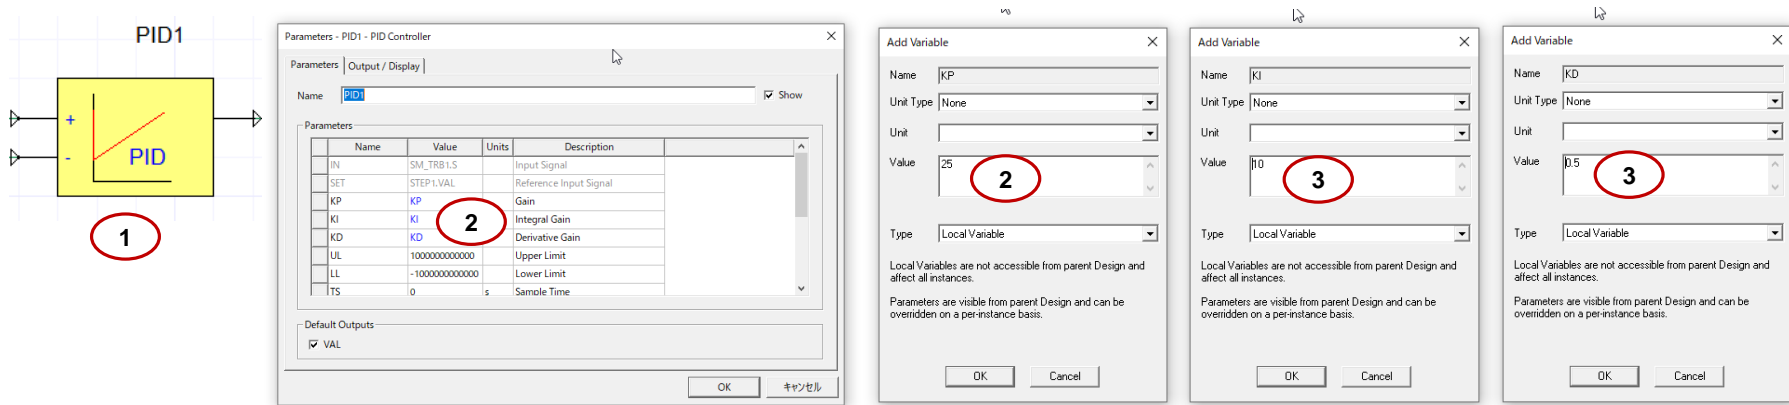 PID1
+
-
PID
1
Parameters - PID1 - PID Controller
Parameters
Output / Display
Name
PID1
Show
Parameters
Name Value Units Description
IN SM_TRB1.S Input Signal
SET STEP1.VAL Reference Input Signal
KP KP Gain
KI KI Integral Gain
KD KD Derivative Gain
UL 1000000000000 Upper Limit
LL -1000000000000 Lower Limit
TS 0 s Sample Time
2
Default Outputs
VAL
OK
キャンセル
Add Variable
Name KP
Unit Type None
Unit
Value 25
2
Type Local Variable
Local Variables are not accessible from parent Design and
affect all instances.
Parameters are visible from parent Design and can be
overridden on a per-instance basis.
OK Cancel
Add Variable
Name KI
Unit Type None
Unit
Value 10
3
Type Local Variable
Local Variables are not accessible from parent Design and
affect all instances.
Parameters are visible from parent Design and can be
overridden on a per-instance basis.
OK Cancel
Add Variable
Name KD
Unit Type None
Unit
Value 0.5
3
Type Local Variable
Local Variables are not accessible from parent Design and
affect all instances.
Parameters are visible from parent Design and can be
overridden on a per-instance basis.
OK Cancel